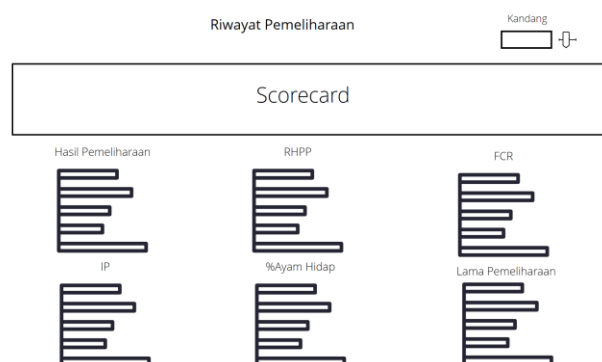 Riwayat Pemeliharaan
Kandang
Scorecard
Hasil Pemeliharaan
RHPP
FCR
IP
%Ayam Hidap
Lama Pemeliharaan